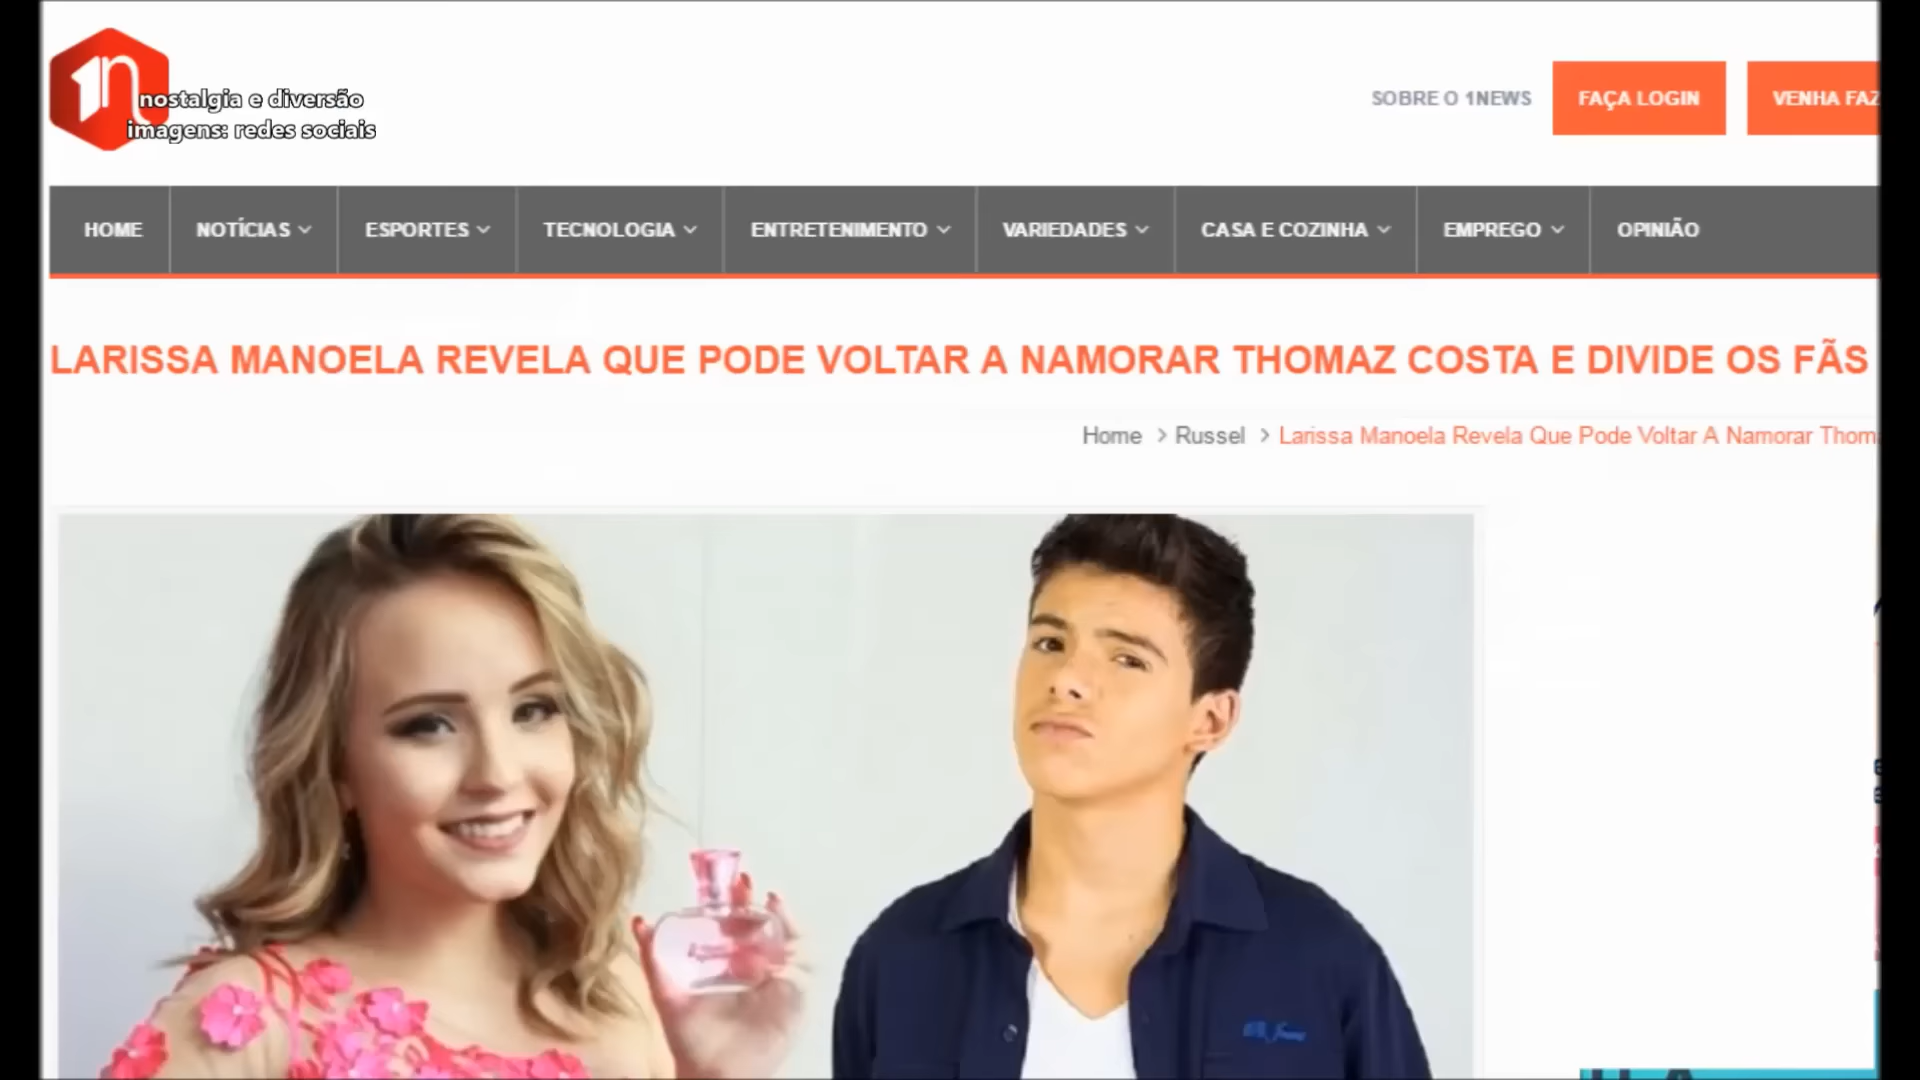 1n
nostalgia e diversão
imagens: redes sociais
SOBRE O 1NEWS
FAÇA LOGIN
VENHA FAZ
HOME
NOTÍCIAS
ESPORTES
TECNOLOGIA
ENTRETENIMENTO
VARIEDADES
CASA E COZINHA
EMPREGO
OPINIÃO
LARISSA MANOELA REVELA QUE PODE VOLTAR A NAMORAR THOMAZ COSTA E DIVIDE OS FÃS
Home > Russel > Larissa Manoela Revela Que Pode Voltar A Namorar Thom